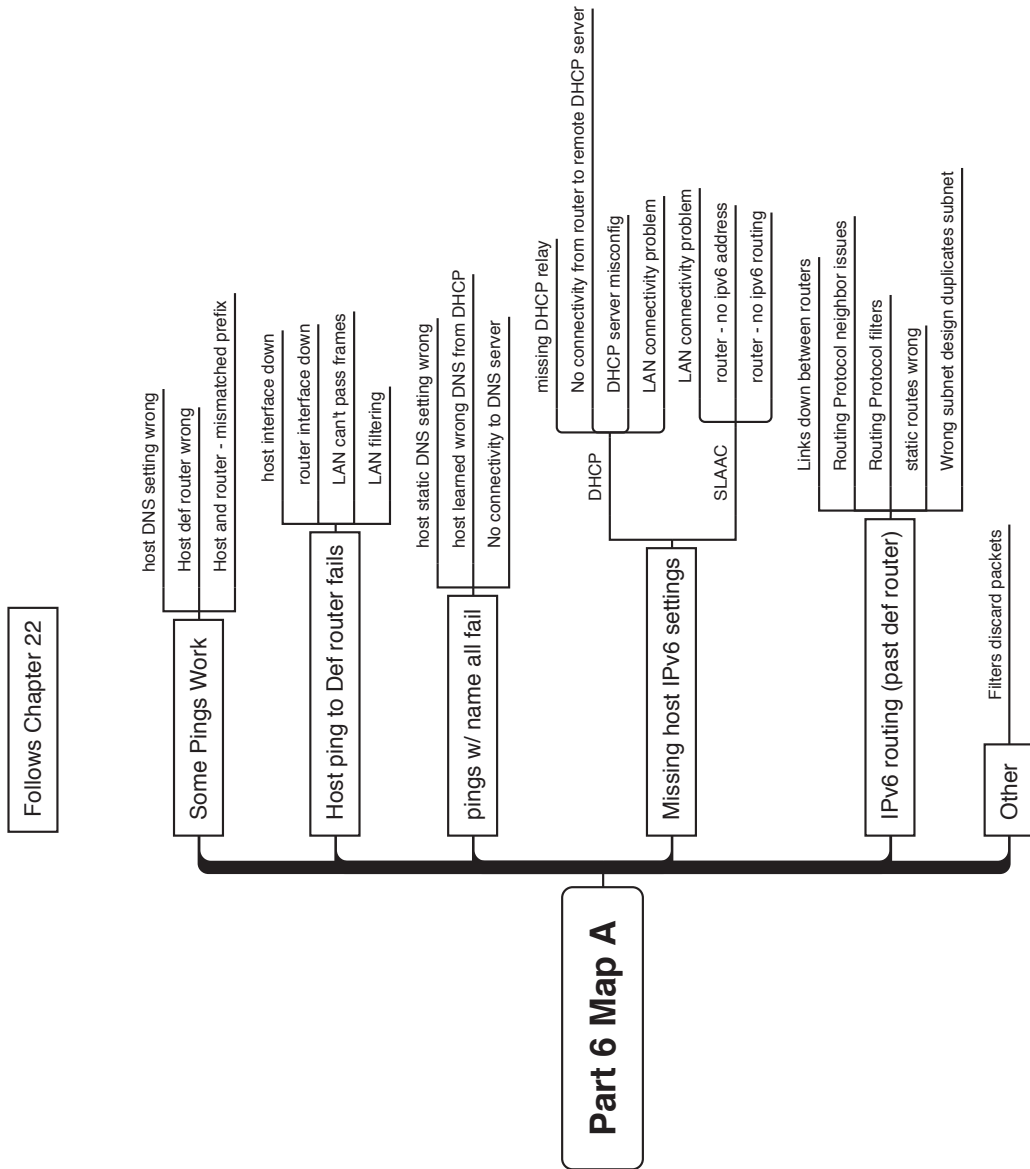 Follows Chapter 22
Part 6 Map A
Some Pings Work
host DNS setting wrong
Host def router wrong
Host and router - mismatched prefix
Host ping to Def router fails
host interface down
router interface down
LAN can't pass frames
LAN filtering
pings w/ name all fail
host static DNS setting wrong
host learned wrong DNS from DHCP
No connectivity to DNS server
Missing host IPv6 settings
DHCP
missing DHCP relay
No connectivity from router to remote DHCP server
DHCP server misconfig
LAN connectivity problem
SLAAC
LAN connectivity problem
router - no ipv6 address
router - no ipv6 routing
IPv6 routing (past def router)
Links down between routers
Routing Protocol neighbor issues
Routing Protocol filters
static routes wrong
Wrong subnet design duplicates subnet
Other
Filters discard packets